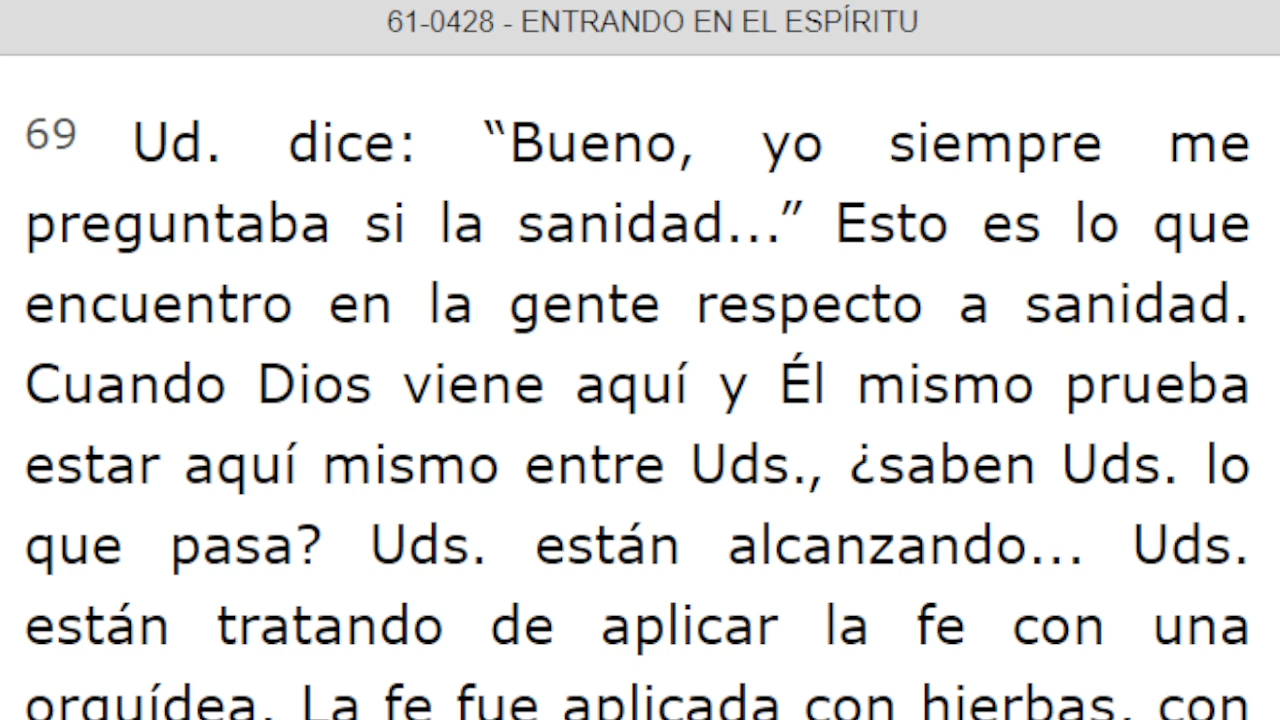 61-0428 - ENTRANDO EN EL ESPÍRITU
69 Ud. dice: “Bueno, yo siempre me
preguntaba si la sanidad...” Esto es lo que
encuentro en la gente respecto a sanidad.
Cuando Dios viene aquí y Él mismo prueba
estar aquí mismo entre Uds., ¿saben Uds. lo
que pasa? Uds. están alcanzando... Uds.
están tratando de aplicar la fe con una
orquídea. La fe fue aplicada con hierbas, con